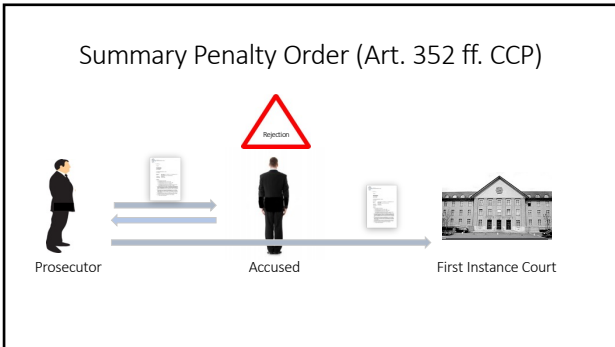 Summary Penalty Order (Art. 352 ff. CCP)
Rejection
Prosecutor
Accused
First Instance Court